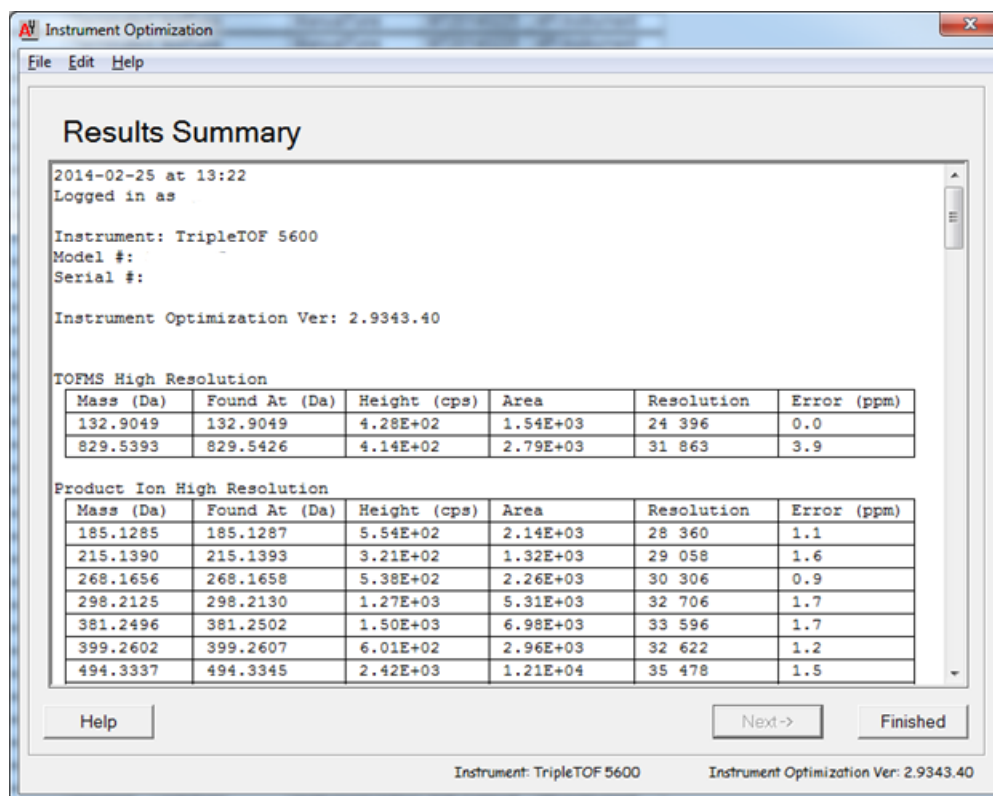 Instrument Optimization
File Edit Help
Results Summary
2014-02-25 at 13:22
Logged in as
Instrument: TripleTOF 5600
Model #:
Serial #:
Instrument Optimization Ver: 2.9343.40
TOFMS High Resolution
Mass (Da) Found At (Da) Height (cps) Area Resolution Error (ppm)
132.9049 132.9049 4.28E+02 1.54E+03 24 396 0.0
829.5393 829.5426 4.14E+02 2.79E+03 31 863 3.9
Product Ion High Resolution
Mass (Da) Found At (Da) Height (cps) Area Resolution Error (ppm)
185.1285 185.1287 5.54E+02 2.14E+03 28 360 1.1
215.1390 215.1393 3.21E+02 1.32E+03 29 058 1.6
268.1656 268.1658 5.38E+02 2.26E+03 30 306 0.9
298.2125 298.2130 1.27E+03 5.31E+03 32 706 1.7
381.2496 381.2502 1.50E+03 6.98E+03 33 596 1.7
399.2602 399.2607 6.01E+02 2.96E+03 32 622 1.2
494.3337 494.3345 2.42E+03 1.21E+04 35 478 1.5
Help Next-> Finished
Instrument: TripleTOF 5600 Instrument Optimization Ver: 2.9343.40